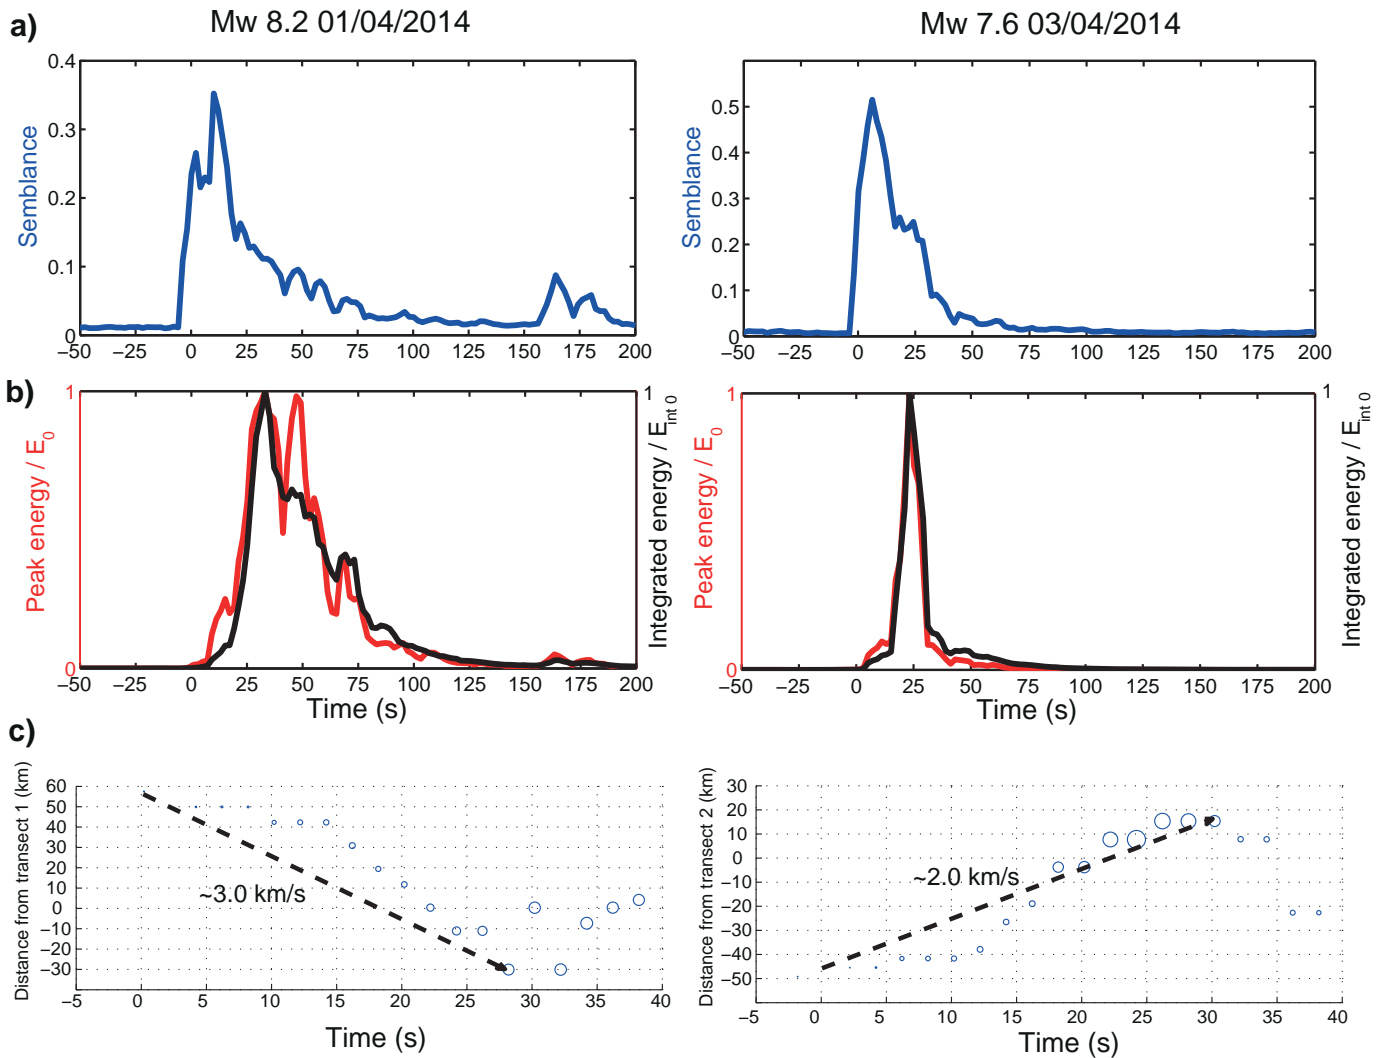 a)
Mw 8.2 01/04/2014
Mw 7.6 03/04/2014
Semblance
0.4
0.3
0.2
0.1
0
−50 −25 0 25 50 75 100 125 150 175 200
Semblance
0.5
0.4
0.3
0.2
0.1
0
−50 −25 0 25 50 75 100 125 150 175 200
b)
Peak energy / E0
1
0
1
Integrated energy / Eint 0
−50 −25 0 25 50 75 100 125 150 175 200
Time (s)
Peak energy / E0
1
0
1
Integrated energy / Eint 0
−50 −25 0 25 50 75 100 125 150 175 200
Time (s)
c)
Distance from transect 1 (km)
60
50
40
30
20
10
0
−10
−20
−30
~3.0 km/s
−5 0 5 10 15 20 25 30 35 40
Time (s)
Distance from transect 2 (km)
30
20
10
0
−10
−20
−30
−40
−50
−60
~2.0 km/s
−5 0 5 10 15 20 25 30 35 40
Time (s)